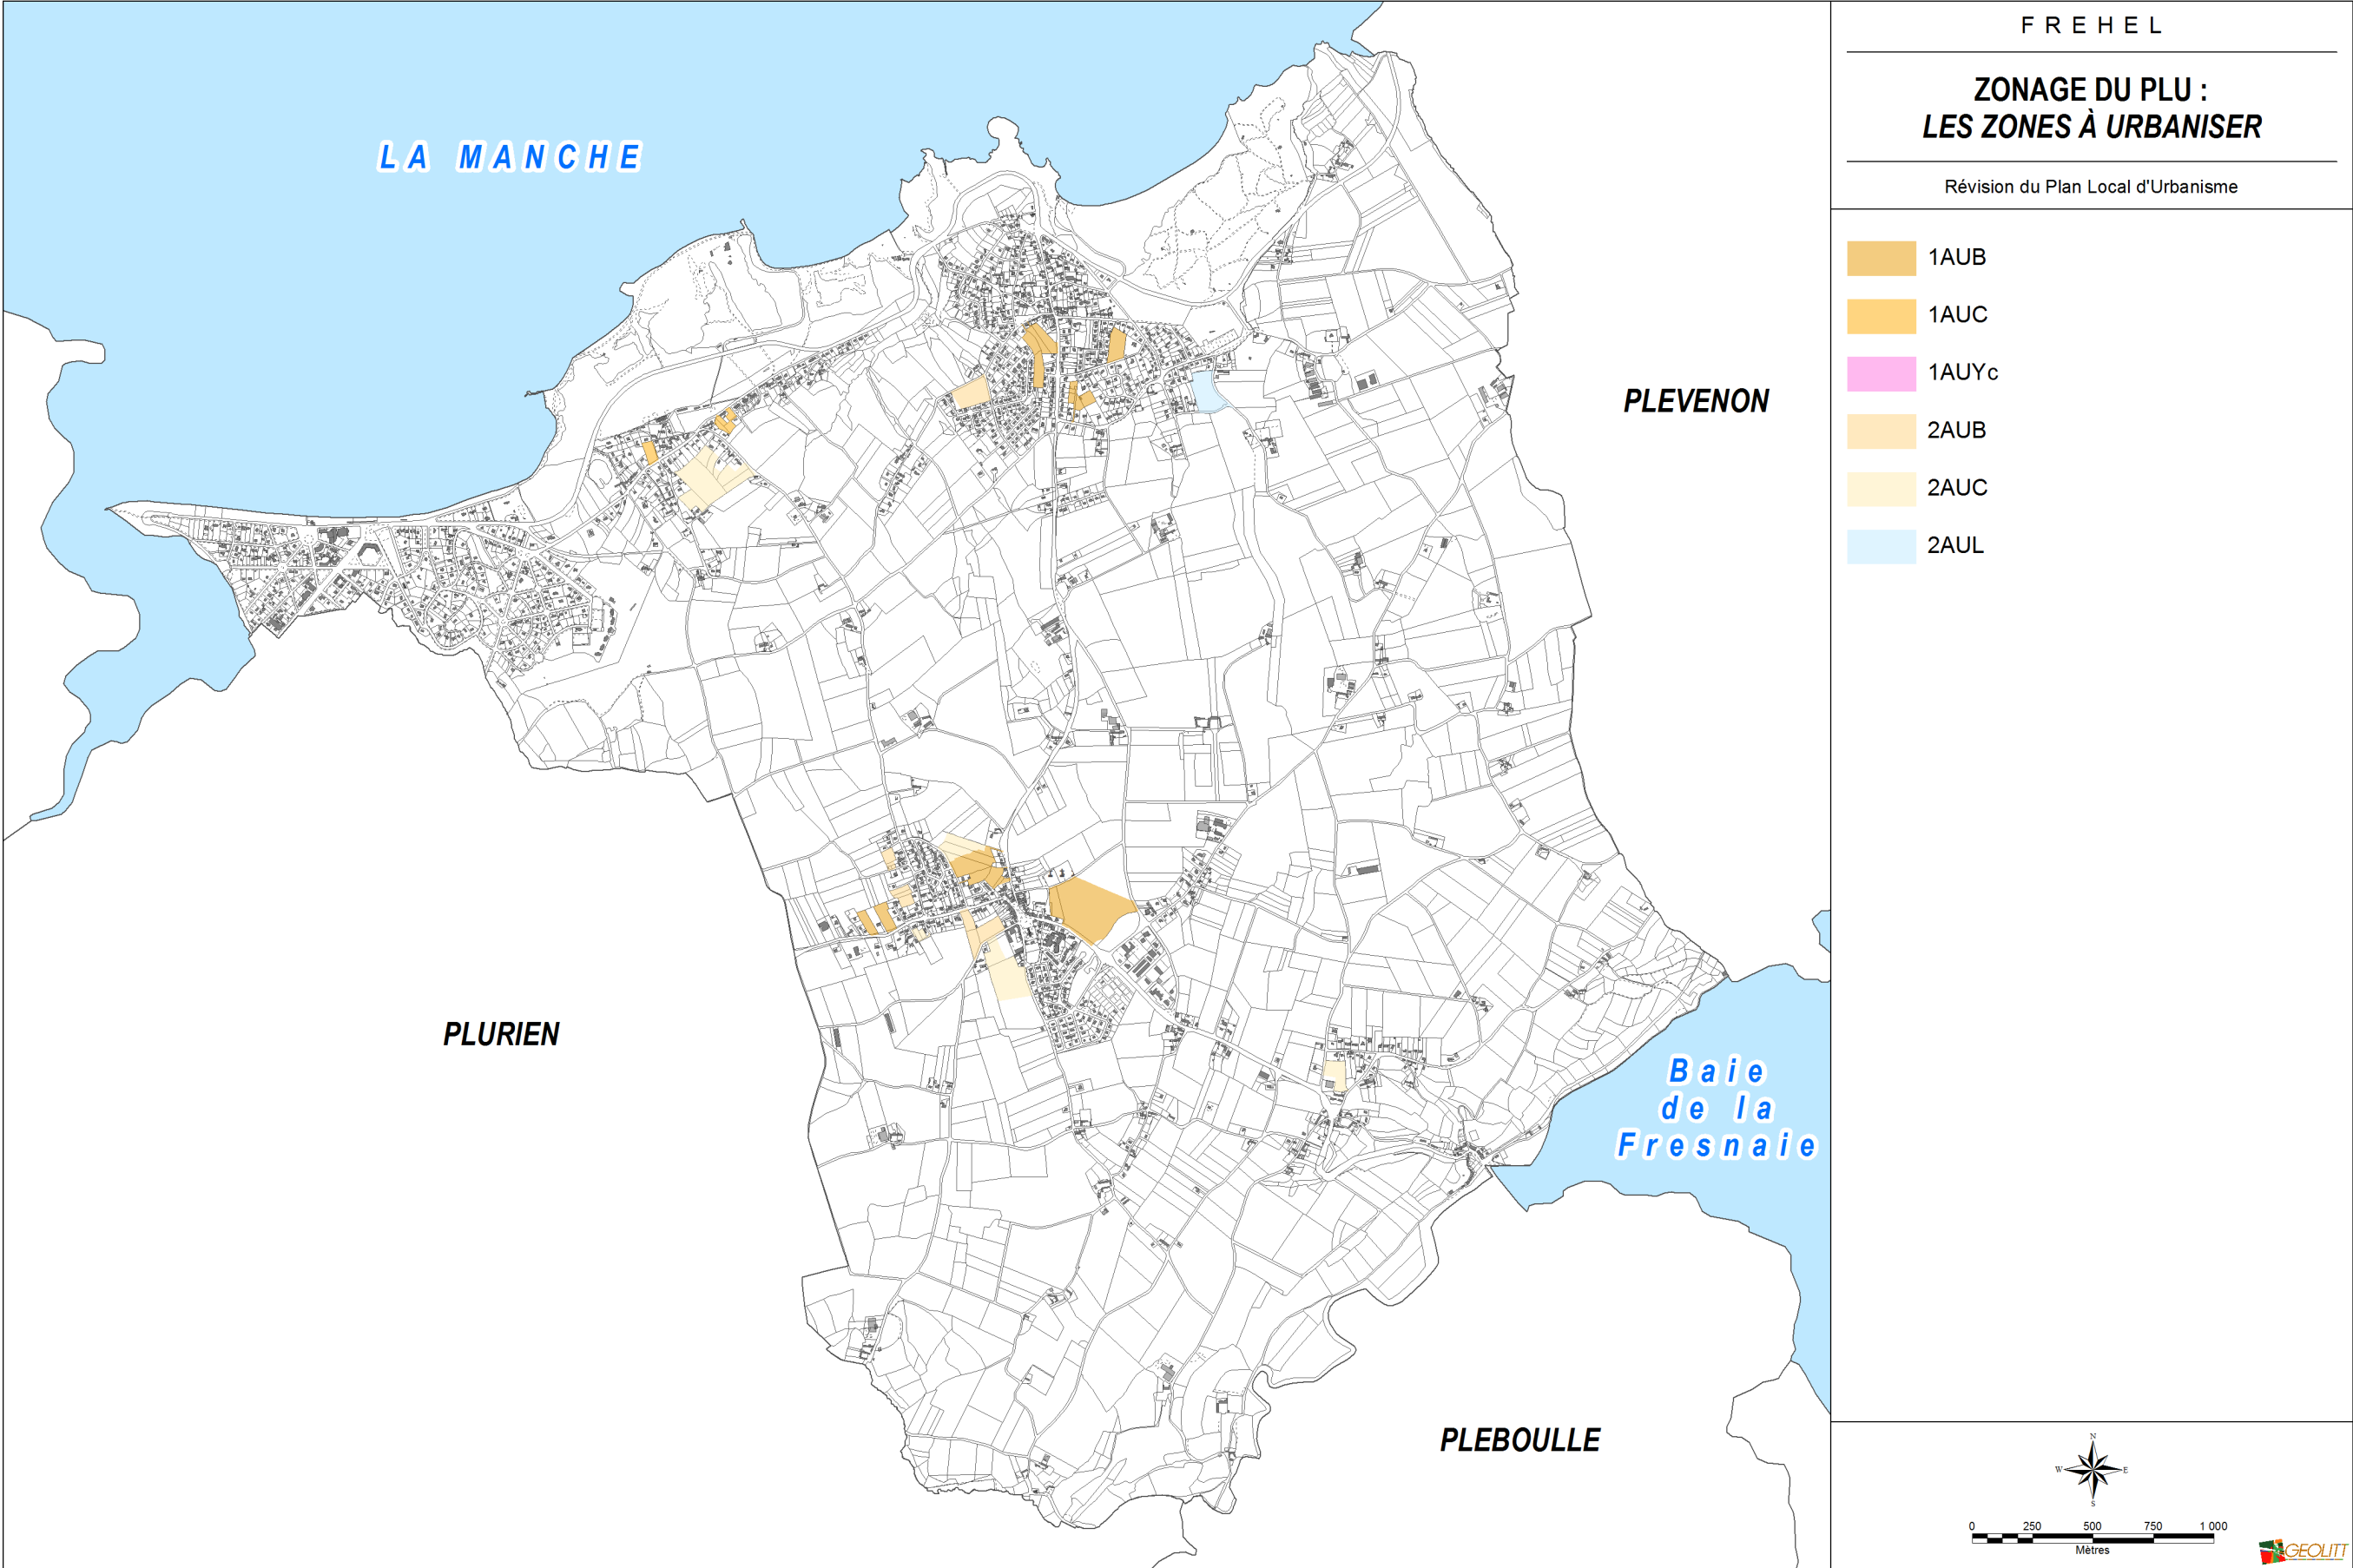 FREHEL
ZONAGE DU PLU :
LES ZONES À URBANISER
Révision du Plan Local d'Urbanisme
1AUB
1AUC
1AUYc
2AUB
2AUC
2AUL
LA MANCHE
PLEVENON
PLURIEN
Baie
de la
Fresnaie
PLEBOULLE
N
W E
S
0 250 500 750 1 000
Mètres
GEOLITT